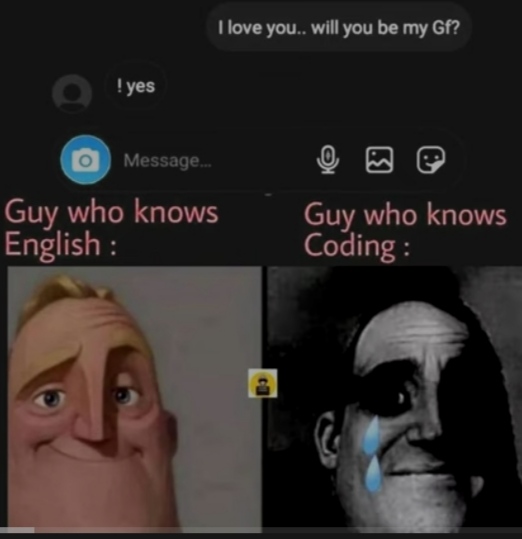 I love you.. will you be my Gf?
! yes
Message...
Guy who knows
English :
Guy who knows
Coding :